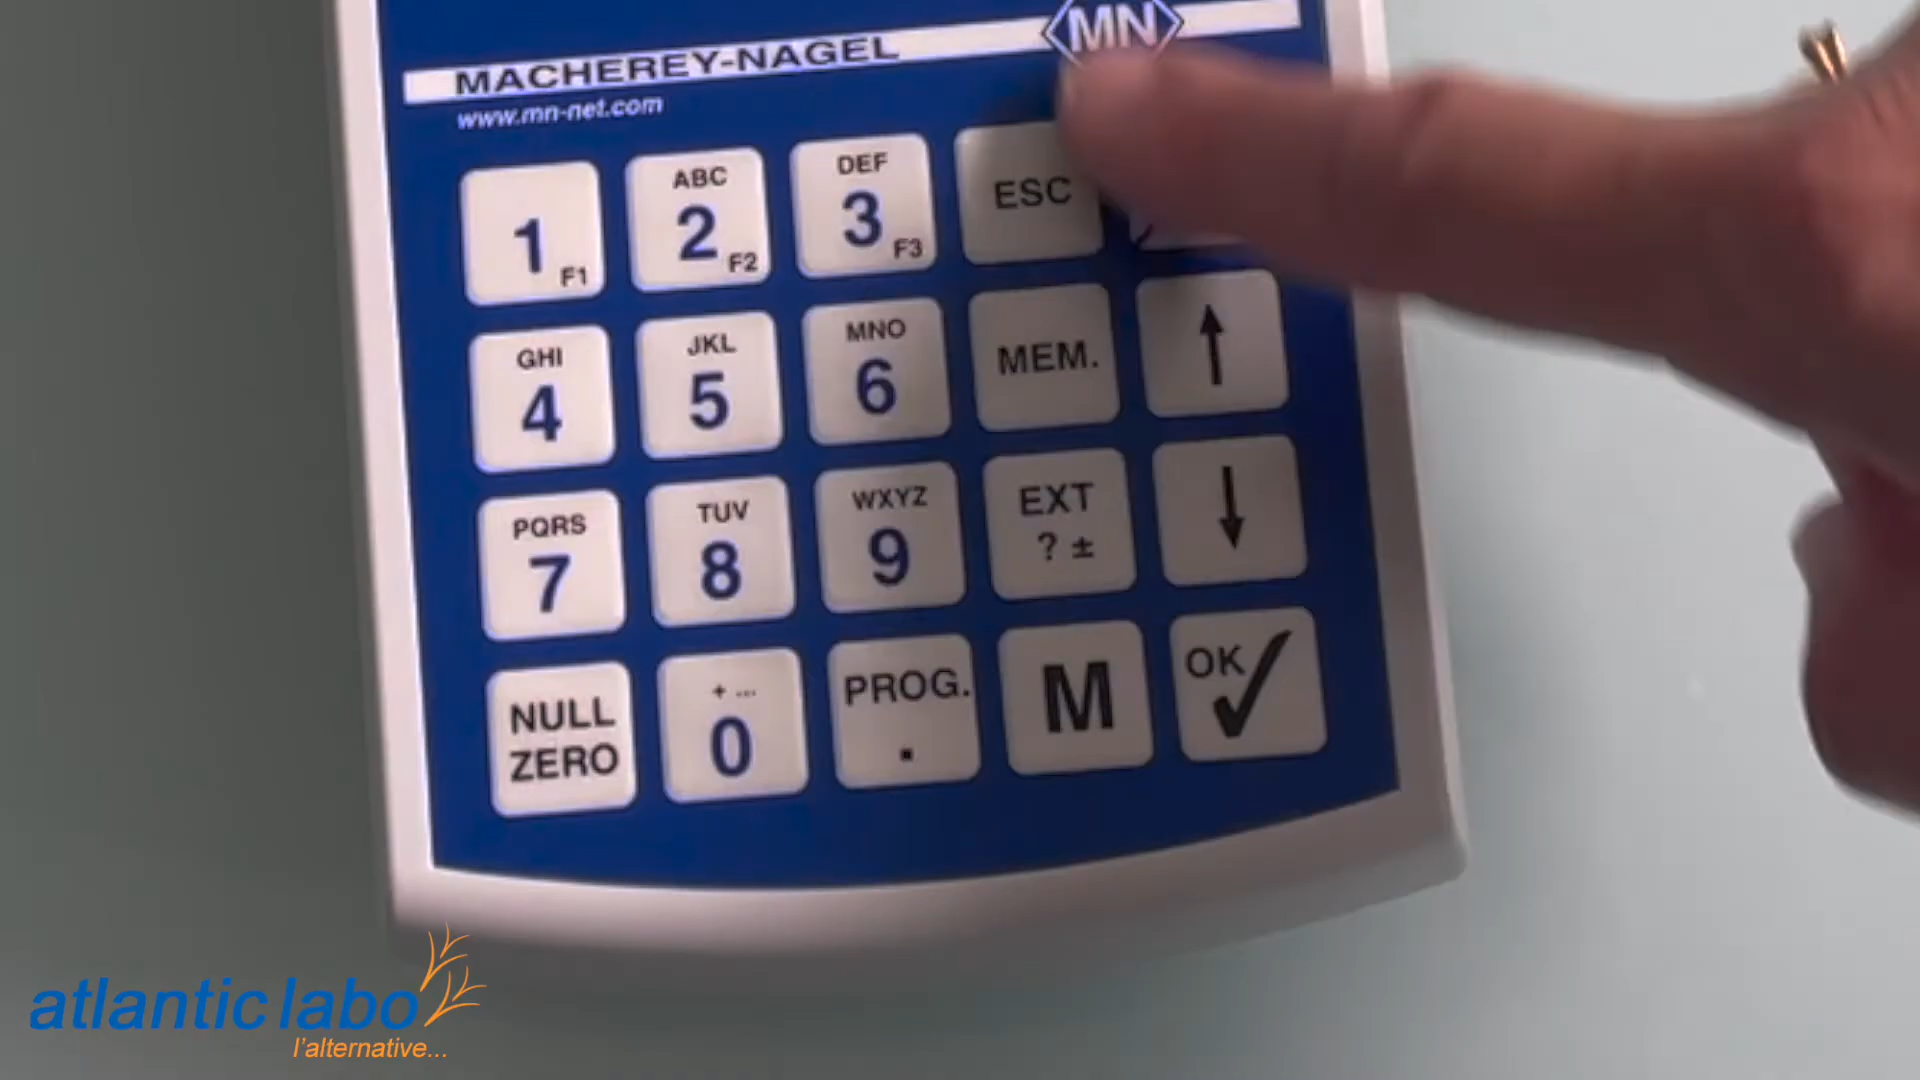 MN
MACHEREY-NAGEL
www.mn-net.com
1 F1
ABC
2 F2
DEF
3 F3
ESC
GHI
4
JKL
5
MNO
6
MEM.
↑
PQRS
7
TUV
8
WXYZ
9
EXT
? ±
↓
NULL
ZERO
+ ...
0
PROG.
.
M
OK ✓
atlantic labo
l'alternative...